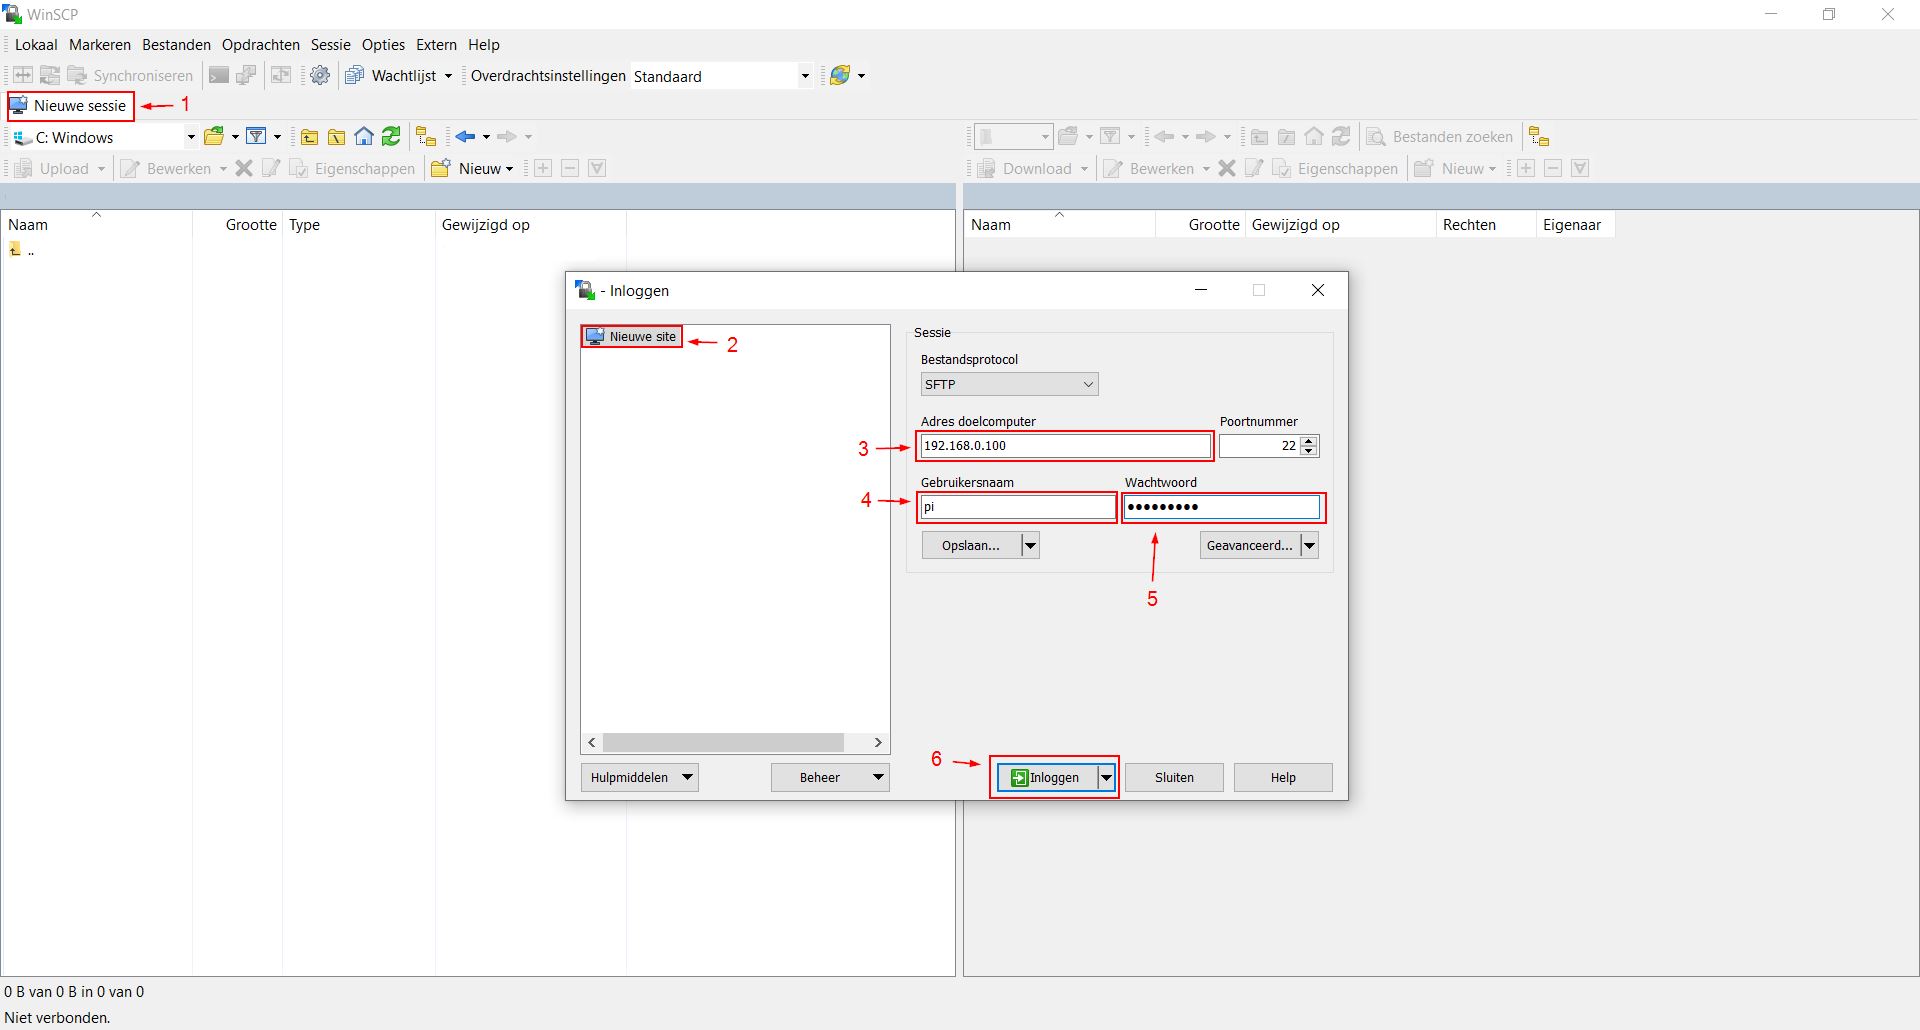 WinSCP
Lokaal Markeren Bestanden Opdrachten Sessie Opties Extern Help
Synchroniseren Wachtlijst Overdrachtsinstellingen Standaard
Nieuwe sessie 1
C: Windows Bestanden zoeken
Upload Bewerken Eigenschappen Nieuw Download Bewerken Eigenschappen Nieuw
Naam Grootte Type Gewijzigd op Naam Grootte Gewijzigd op Rechten Eigenaar
..
- Inloggen
Nieuwe site 2
Sessie
Bestandsprotocol
SFTP
Adres doelcomputer Poortnummer
3 192.168.0.100 22
Gebruikersnaam Wachtwoord
4 pi •••••••••
Opslaan... Geavanceerd...
5
6
Hulpmiddelen Beheer Inloggen Sluiten Help
0 B van 0 B in 0 van 0
Niet verbonden.